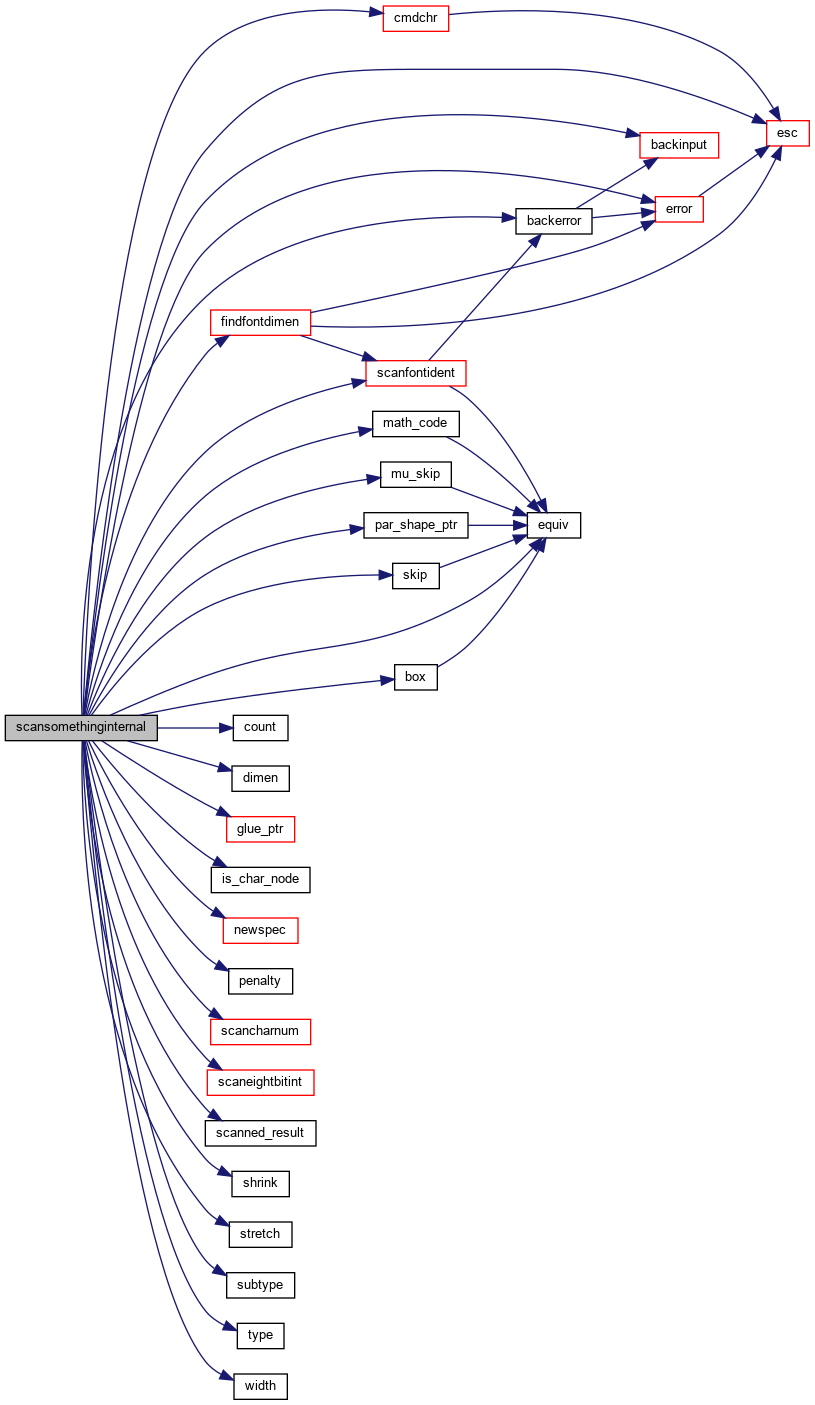 cmdchr
esc
backinput
error
backerror
findfontdimen
scanfontident
math_code
mu_skip
par_shape_ptr
equiv
skip
box
scansomethinginternal
count
dimen
glue_ptr
is_char_node
newspec
penalty
scancharnum
scaneightbitint
scanned_result
shrink
stretch
subtype
type
width